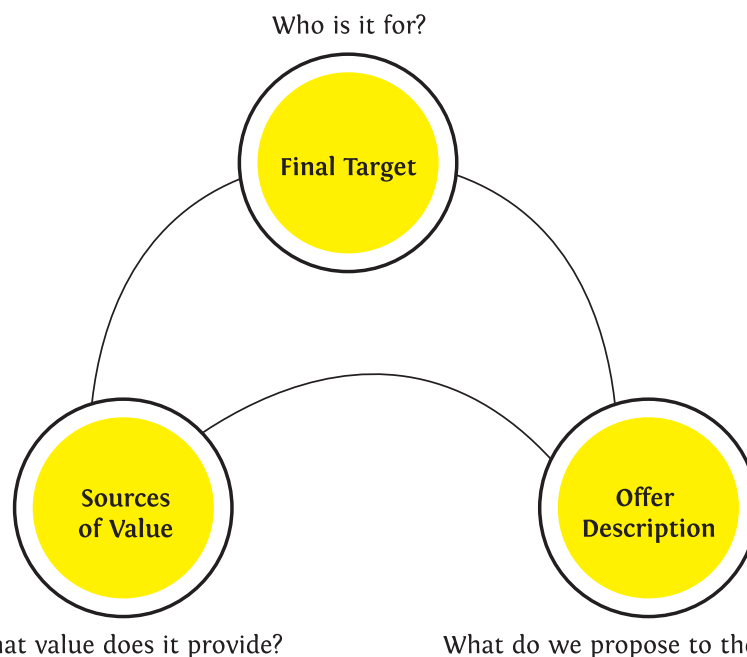 Who is it for?
Final Target
Sources
of Value
Offer
Description
value does it provide?
What do we propose to